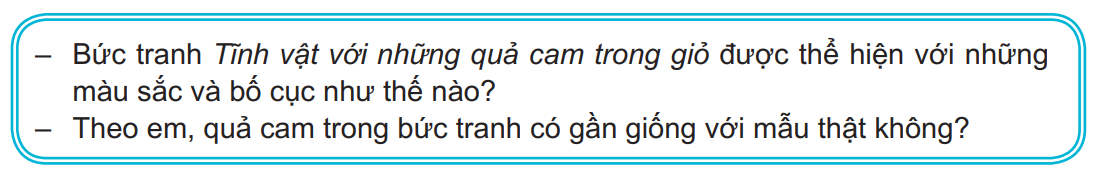 – Bức tranh Tĩnh vật với những quả cam trong giỏ được thể hiện với những
màu sắc và bố cục như thế nào?
– Theo em, quả cam trong bức tranh có gần giống với mẫu thật không?